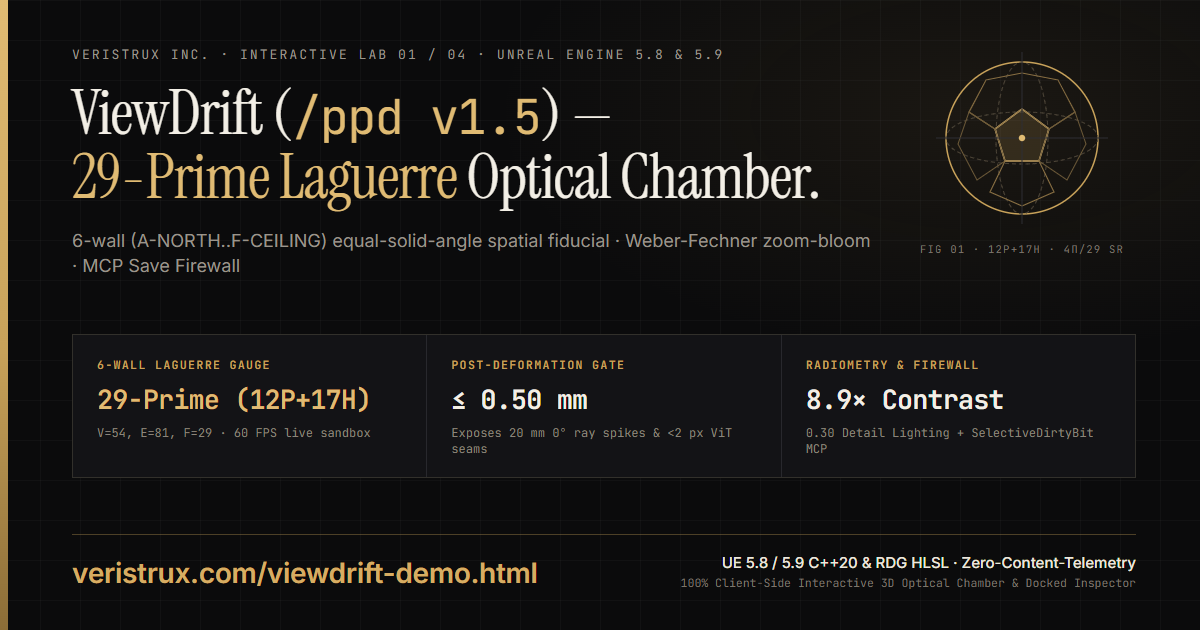 VERISTRUX INC. · INTERACTIVE LAB 01 / 04 · UNREAL ENGINE 5.8 & 5.9
ViewDrift (/ppd v1.5) —
29-Prime Laguerre Optical Chamber.
6-wall (A-NORTH..F-CEILING) equal-solid-angle spatial fiducial · Weber-Fechner zoom-bloom
· MCP Save Firewall
FIG 01 · 12P+17H · 4Π/29 SR
6-WALL LAGUERRE GAUGE
29-Prime (12P+17H)
V=54, E=81, F=29 · 60 FPS live sandbox
POST-DEFORMATION GATE
≤ 0.50 mm
Exposes 20 mm 0° ray spikes & <2 px ViT
seams
RADIOMETRY & FIREWALL
8.9× Contrast
0.30 Detail Lighting + SelectiveDirtyBit
MCP
veristrux.com/viewdrift-demo.html
UE 5.8 / 5.9 C++20 & RDG HLSL · Zero-Content-Telemetry
100% Client-Side Interactive 3D Optical Chamber & Docked Inspector